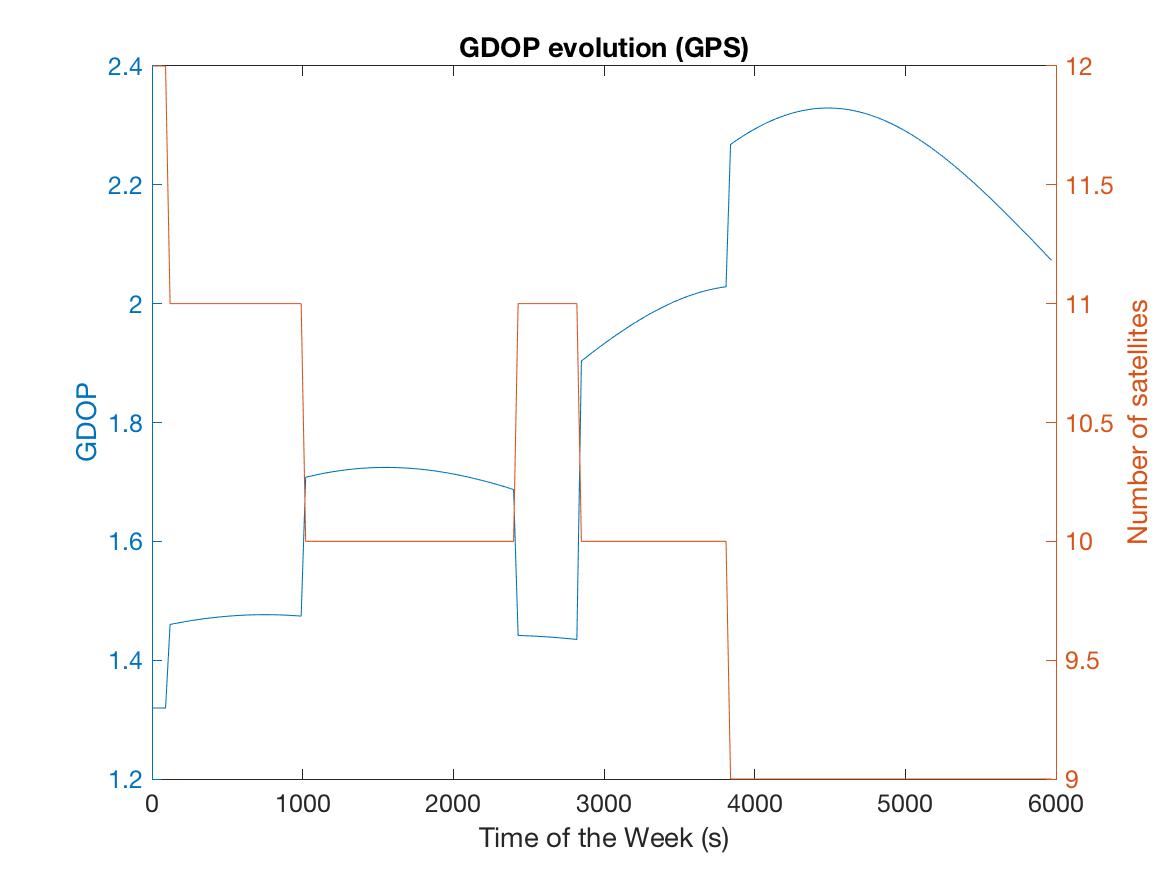 GDOP evolution (GPS)
2.4
2.2
2
1.8
1.6
1.4
1.2
GDOP
12
11.5
11
10.5
10
9.5
9
Number of satellites
0 1000 2000 3000 4000 5000 6000
Time of the Week (s)